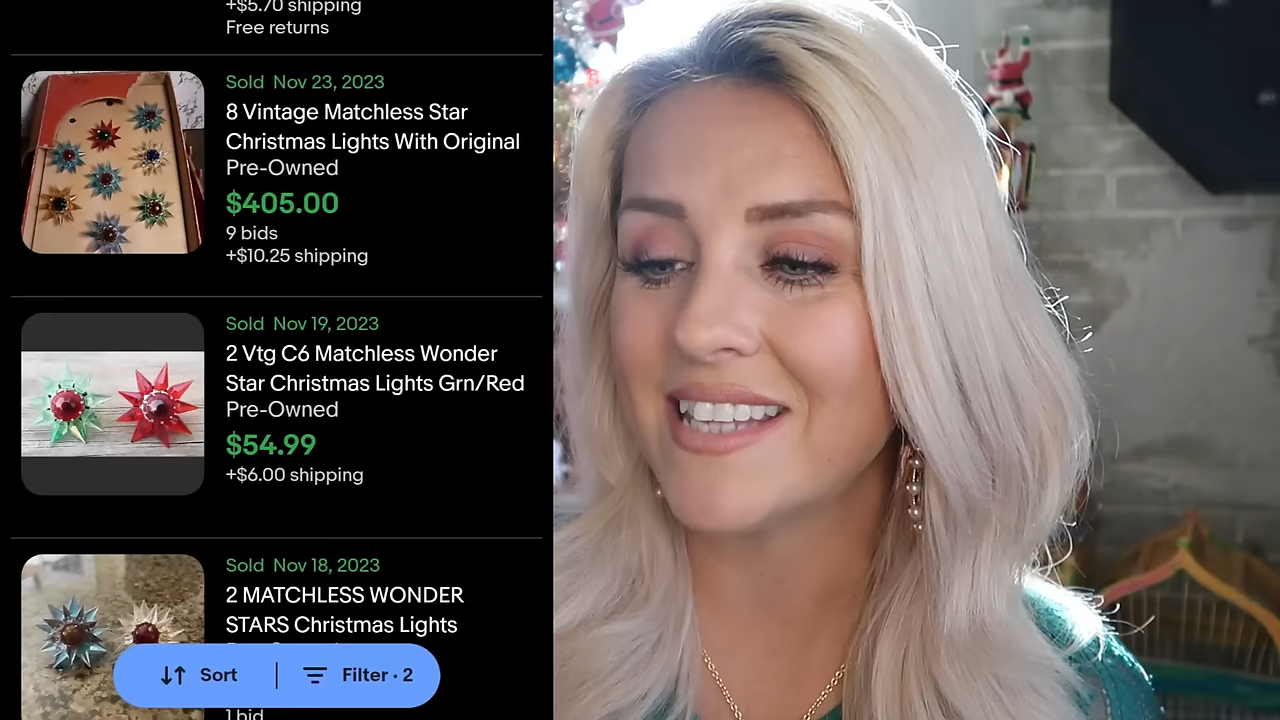 +$5.70 shipping
Free returns
Sold Nov 23, 2023
8 Vintage Matchless Star
Christmas Lights With Original
Pre-Owned
$405.00
9 bids
+$10.25 shipping
Sold Nov 19, 2023
2 Vtg C6 Matchless Wonder
Star Christmas Lights Grn/Red
Pre-Owned
$54.99
+$6.00 shipping
Sold Nov 18, 2023
2 MATCHLESS WONDER
STARS Christmas Lights
Sort
Filter · 2
1 bid